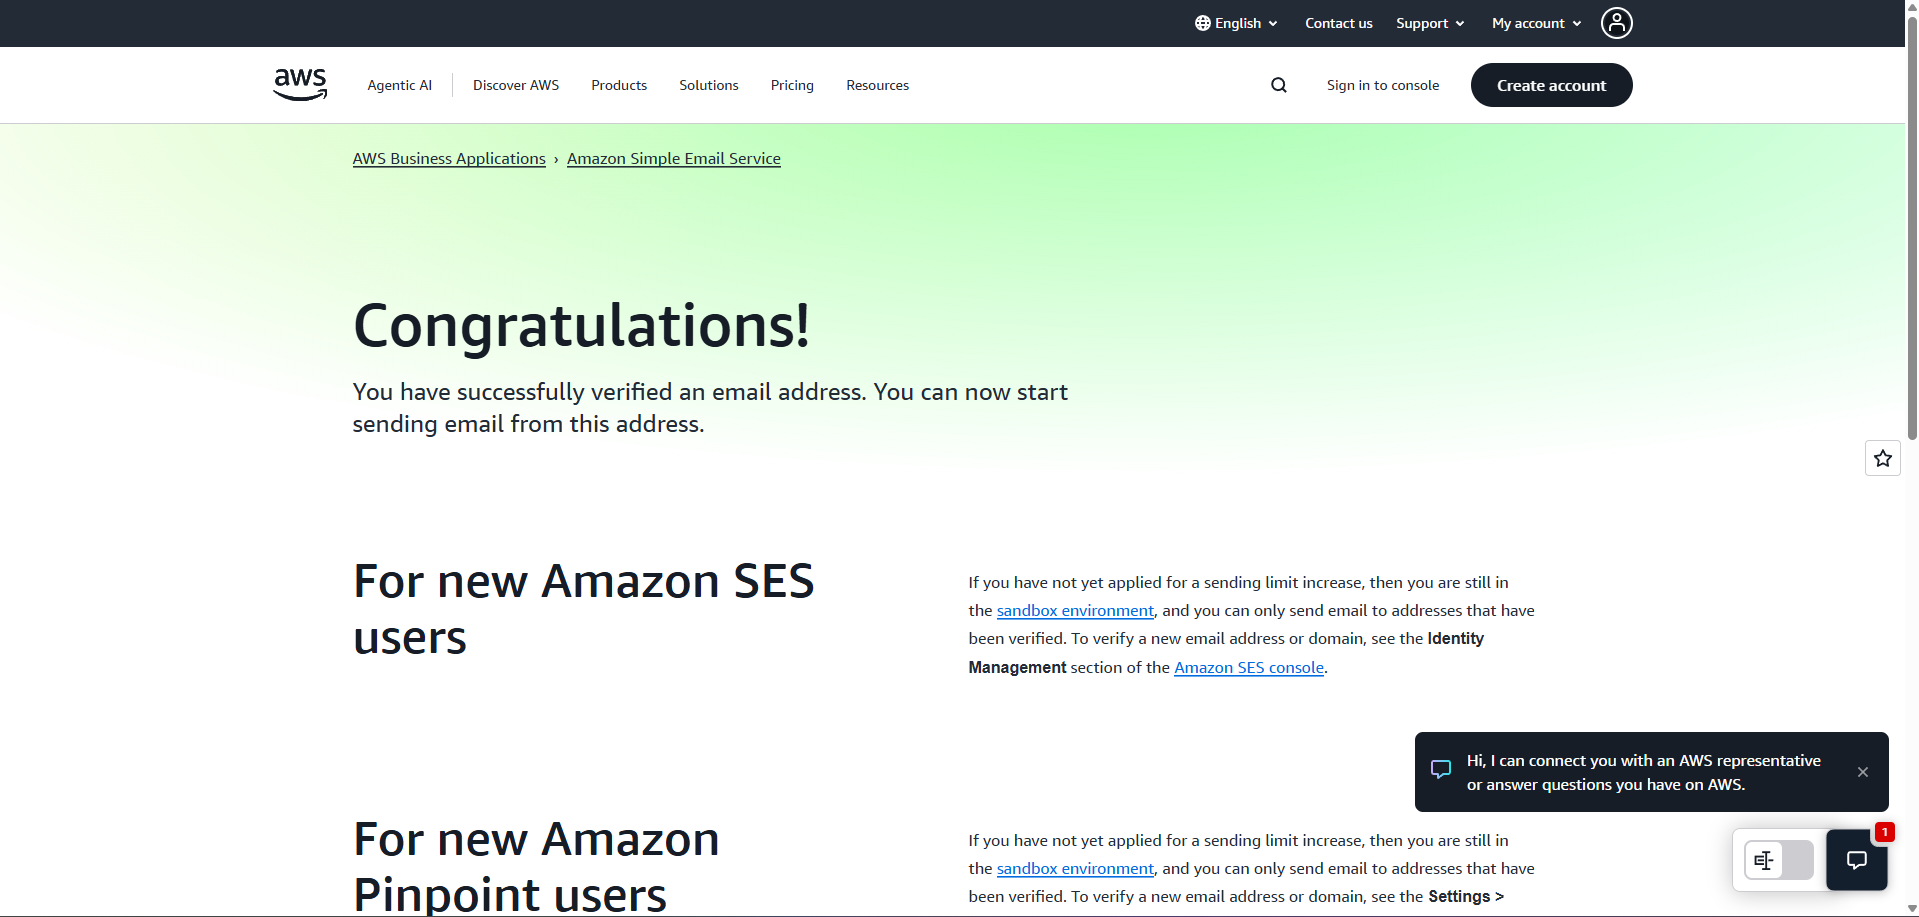 English
Contact us
Support
My account
aws
Agentic AI
Discover AWS
Products
Solutions
Pricing
Resources
Sign in to console
Create account
AWS Business Applications › Amazon Simple Email Service
Congratulations!
You have successfully verified an email address. You can now start
sending email from this address.
For new Amazon SES
users
If you have not yet applied for a sending limit increase, then you are still in
the sandbox environment, and you can only send email to addresses that have
been verified. To verify a new email address or domain, see the Identity
Management section of the Amazon SES console.
Hi, I can connect you with an AWS representative
or answer questions you have on AWS.
1
For new Amazon
Pinpoint users
If you have not yet applied for a sending limit increase, then you are still in
the sandbox environment, and you can only send email to addresses that have
been verified. To verify a new email address or domain, see the Settings >